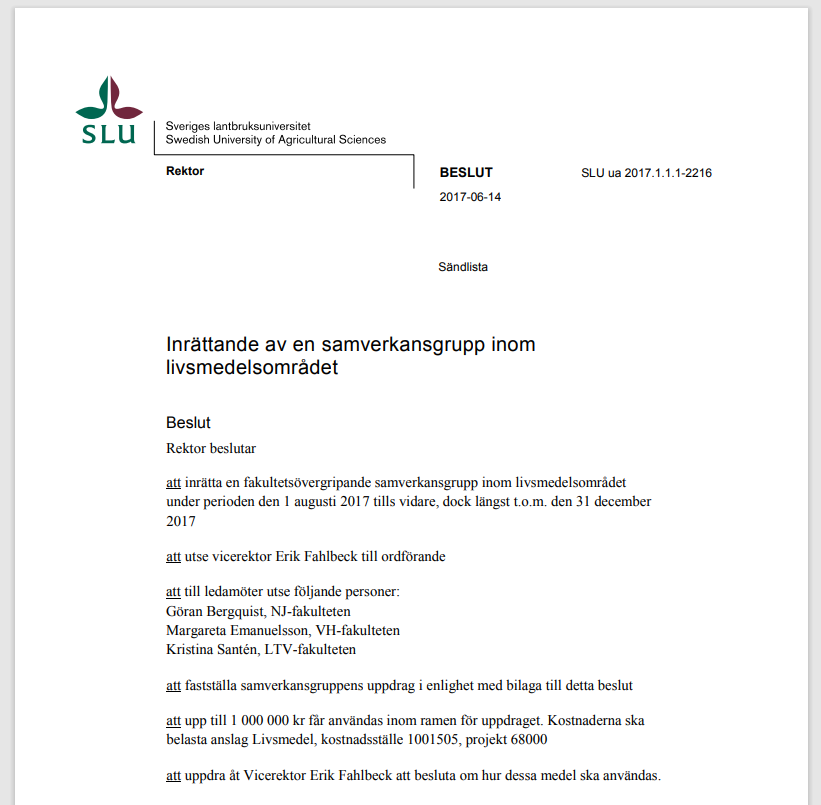 SLU
Sveriges lantbruksuniversitet
Swedish University of Agricultural Sciences
Rektor
BESLUT
SLU ua 2017.1.1.1-2216
2017-06-14
Sändlista
Inrättande av en samverkansgrupp inom
livsmedelsområdet
Beslut
Rektor beslutar
att inrätta en fakultetsövergripande samverkansgrupp inom livsmedelsområdet
under perioden den 1 augusti 2017 tills vidare, dock längst t.o.m. den 31 december
2017
att utse vicerektor Erik Fahlbeck till ordförande
att till ledamöter utse följande personer:
Göran Bergquist, NJ-fakulteten
Margareta Emanuelsson, VH-fakulteten
Kristina Santén, LTV-fakulteten
att fastställa samverkansgruppens uppdrag i enlighet med bilaga till detta beslut
att upp till 1 000 000 kr får användas inom ramen för uppdraget. Kostnaderna ska
belasta anslag Livsmedel, kostnadsställe 1001505, projekt 68000
att uppdra åt Vicerektor Erik Fahlbeck att besluta om hur dessa medel ska användas.